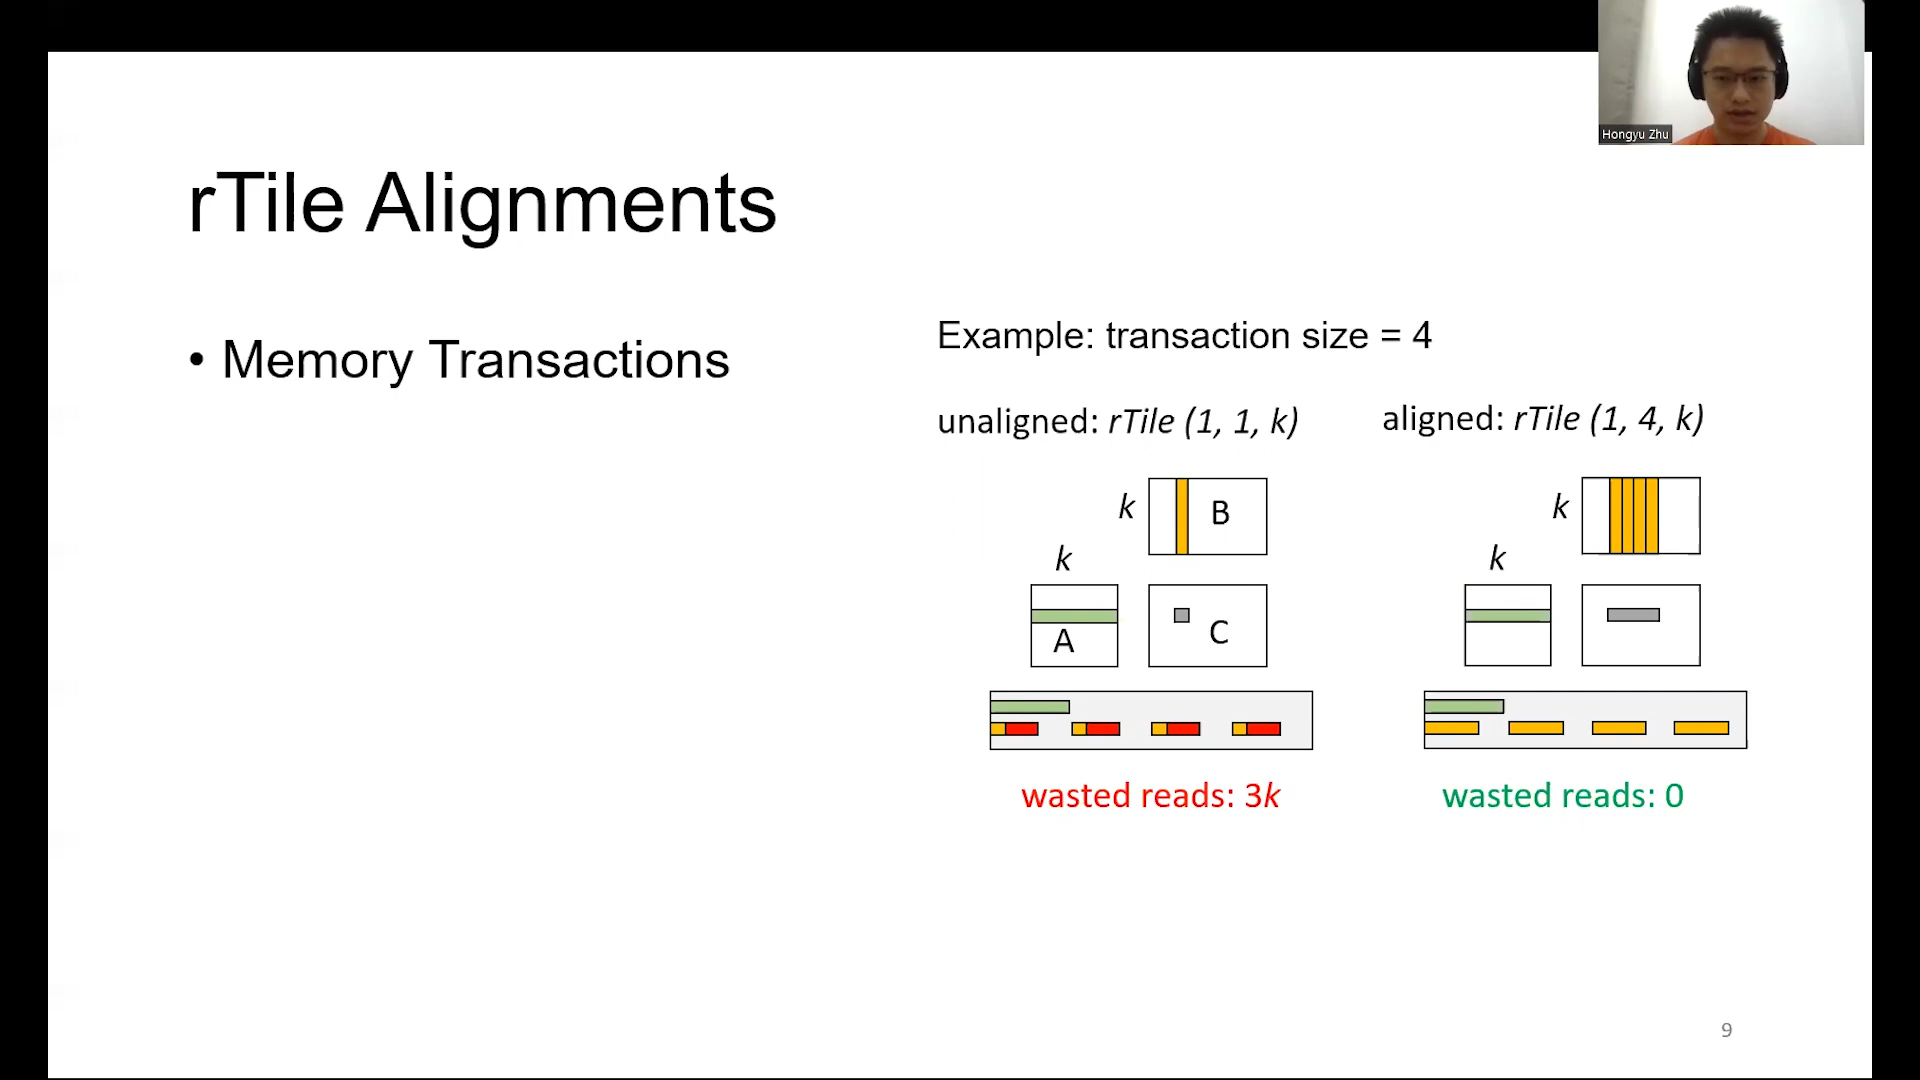 Hongyu Zhu
rTile Alignments
• Memory Transactions
Example: transaction size = 4
unaligned: rTile (1, 1, k)
aligned: rTile (1, 4, k)
k
B
k
A
C
wasted reads: 3k
k
k
wasted reads: 0
9